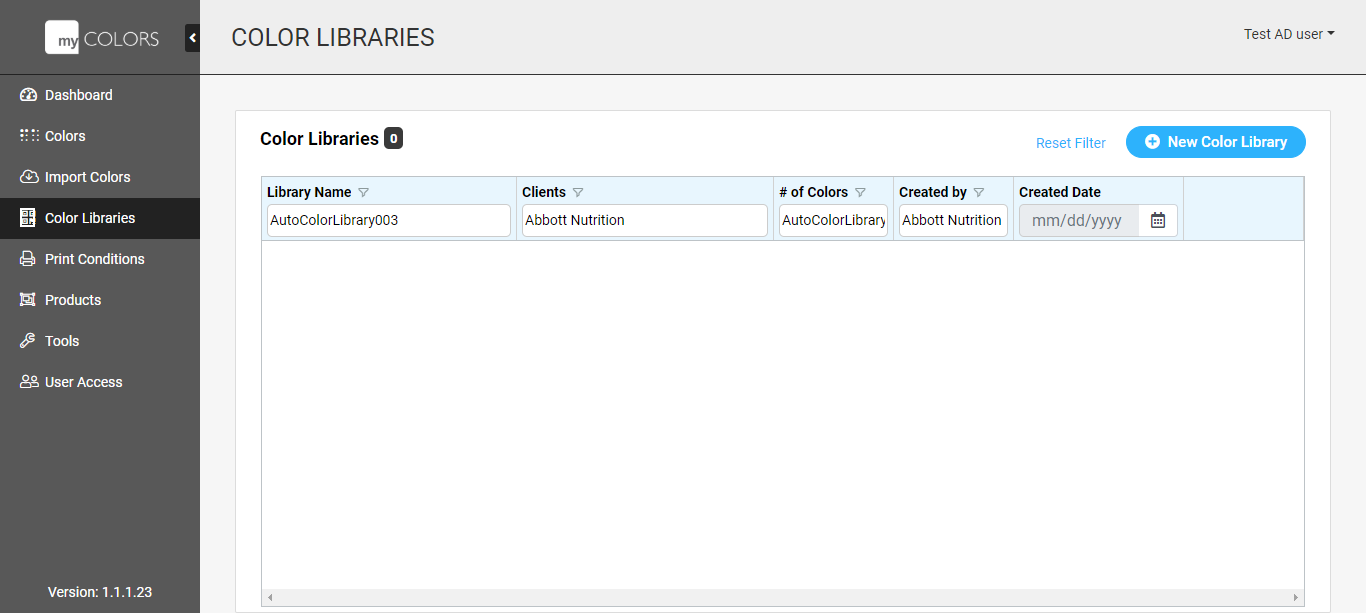 my COLORS
COLOR LIBRARIES
Test AD user
Dashboard
Colors
Import Colors
Color Libraries
Print Conditions
Products
Tools
User Access
Version: 1.1.1.23
Color Libraries 0
Reset Filter
New Color Library
Library Name Clients # of Colors Created by Created Date
AutoColorLibrary003 Abbott Nutrition AutoColorLibrary Abbott Nutrition mm/dd/yyyy